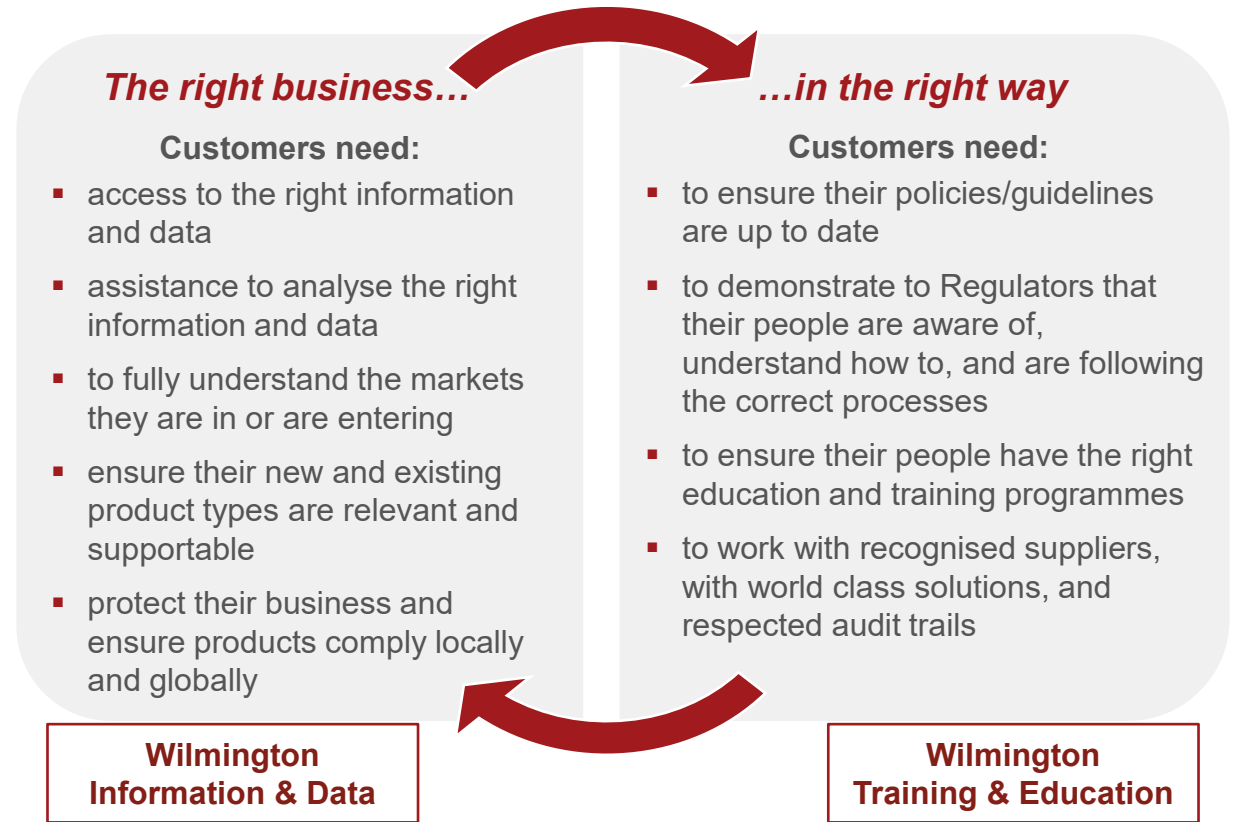 The right business…
Customers need:
▪ access to the right information
and data
▪ assistance to analyse the right
information and data
▪ to fully understand the markets
they are in or are entering
▪ ensure their new and existing
product types are relevant and
supportable
▪ protect their business and
ensure products comply locally
and globally
Wilmington
Information & Data
…in the right way
Customers need:
▪ to ensure their policies/guidelines
are up to date
▪ to demonstrate to Regulators that
their people are aware of,
understand how to, and are following
the correct processes
▪ to ensure their people have the right
education and training programmes
▪ to work with recognised suppliers,
with world class solutions, and
respected audit trails
Wilmington
Training & Education